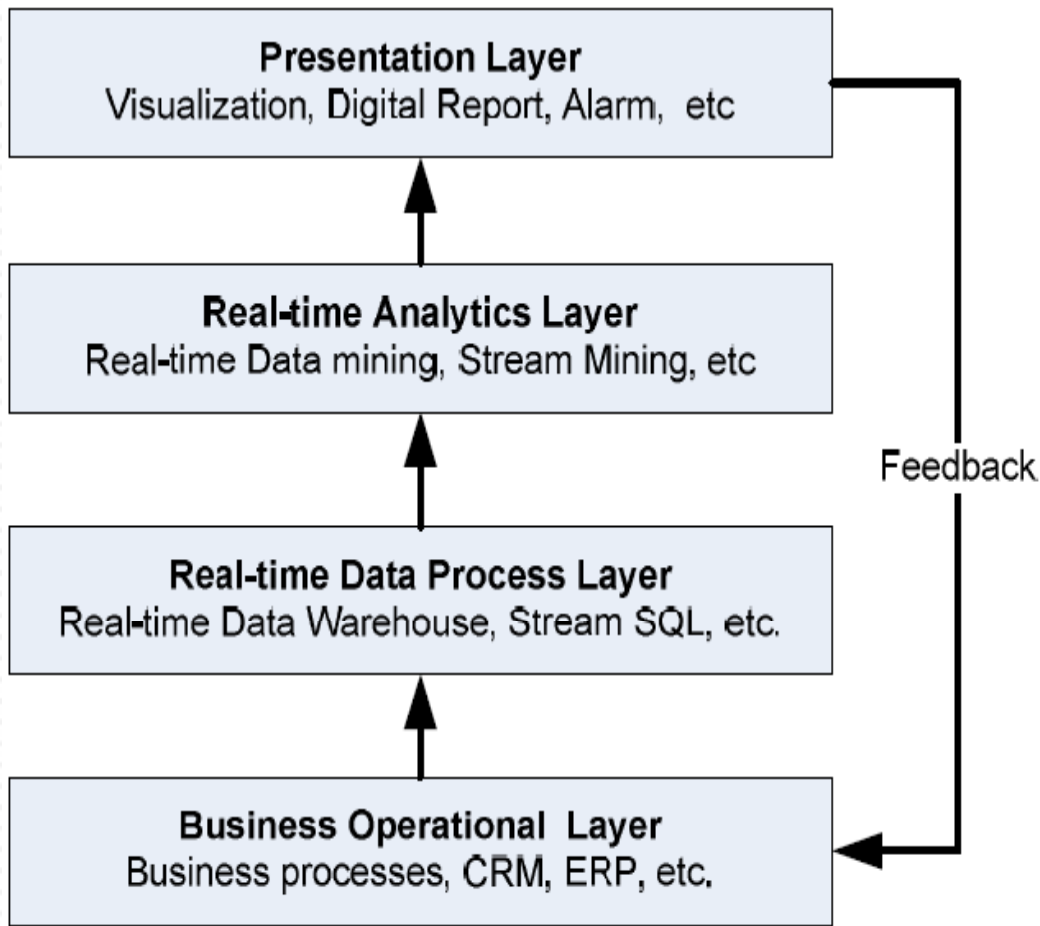 Presentation Layer
Visualization, Digital Report, Alarm, etc
Real-time Analytics Layer
Real-time Data mining, Stream Mining, etc
Feedback
Real-time Data Process Layer
Real-time Data Warehouse, Stream SQL, etc.
Business Operational Layer
Business processes, CRM, ERP, etc.